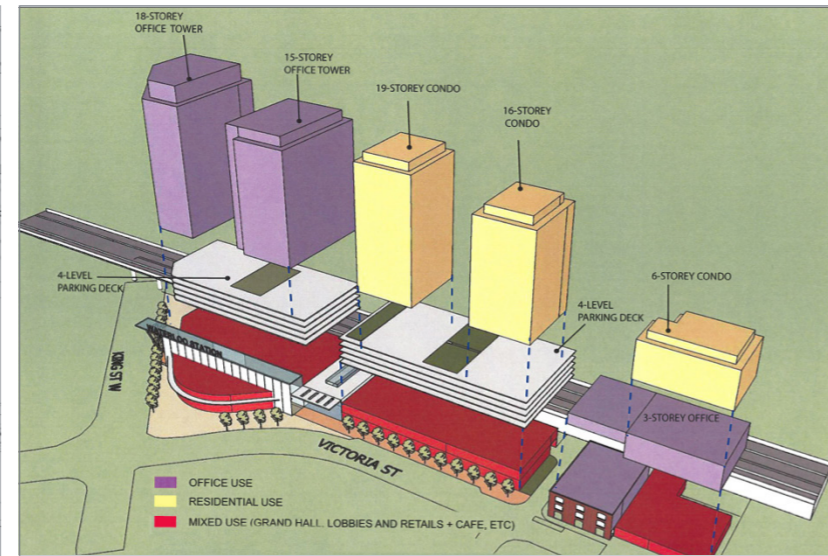 18-STOREY
OFFICE TOWER
15-STOREY
OFFICE TOWER
19-STOREY CONDO
16-STOREY
CONDO
4-LEVEL
PARKING DECK
6-STOREY CONDO
4-LEVEL
PARKING DECK
WATERLOO STATION
KING ST W
3-STOREY OFFICE
VICTORIA ST
OFFICE USE
RESIDENTIAL USE
MIXED USE (GRAND HALL, LOBBIES AND RETAILS + CAFE, ETC)